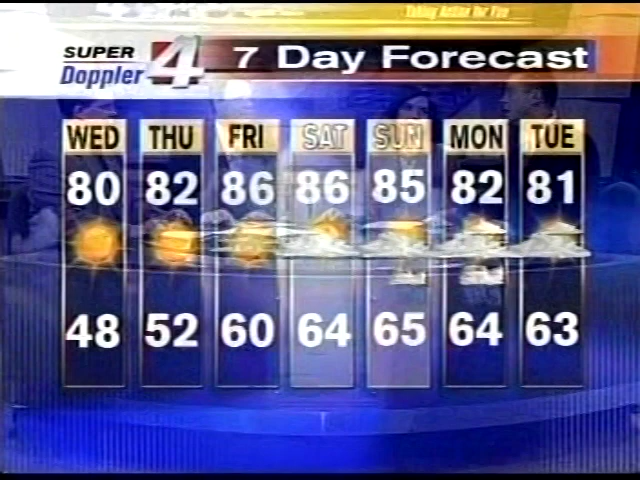 Taking Action for You
SUPER
Doppler 4
7 Day Forecast
WED THU FRI SAT SUN MON TUE
80 82 86 86 85 82 81
48 52 60 64 65 64 63